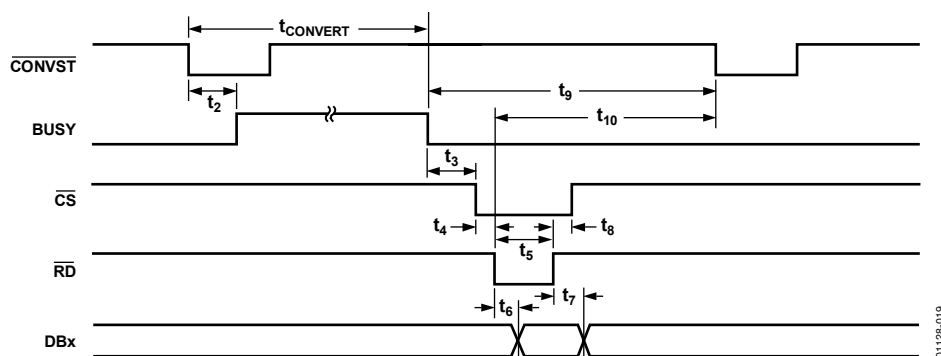 tCONVERT
CONVST
t2
t9
t10
BUSY
t3
CS
t4
t8
t5
RD
t6
t7
DBx
01128-019